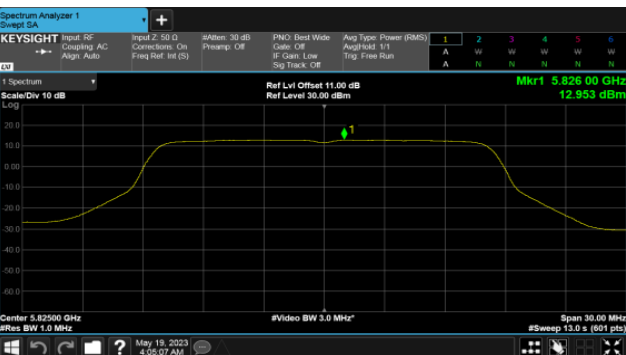 Spectrum Analyzer 1
Swept SA
KEYSIGHT Input: RF Input Z: 50 Ω #Atten: 30 dB PNO: Best Wide Avg Type: Power (RMS) 1 2 3 4 5 6
Coupling: AC Corrections: On Preamp: Off Gate: Off Avg|Hold: 1/1 A W W W W W
Align: Auto Freq Ref: Int (S) IF Gain: Low Trig: Free Run
Sig Track: Off A N N N N N
LXI
1 Spectrum Ref Lvl Offset 11.00 dB Mkr1 5.826 00 GHz
Scale/Div 10 dB Ref Level 30.00 dBm 12.953 dBm
Log
1
20.0
10.0
0.00
-10.0
-20.0
-30.0
-40.0
-50.0
-60.0
Center 5.82500 GHz #Video BW 3.0 MHz* Span 30.00 MHz
#Res BW 1.0 MHz #Sweep 13.0 s (601 pts)
? May 19, 2023
4:05:07 AM